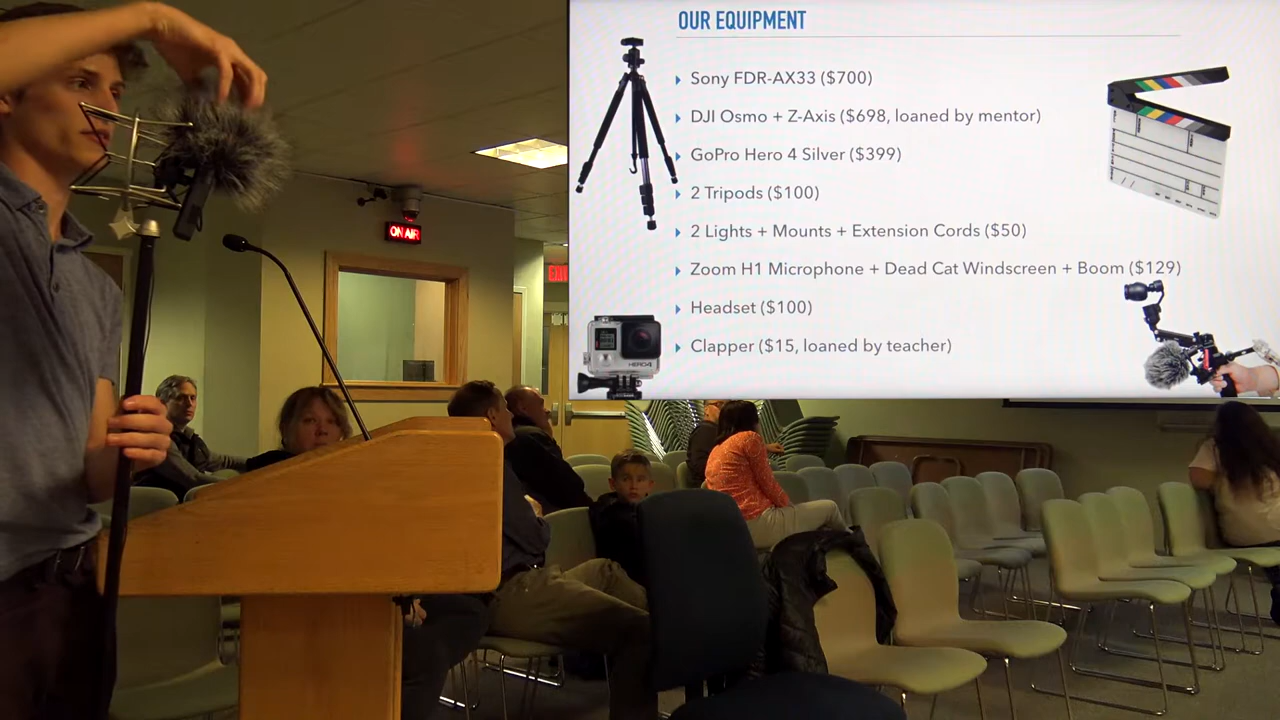 OUR EQUIPMENT
Sony FDR-AX33 ($700)
DJI Osmo + Z-Axis ($698, loaned by mentor)
GoPro Hero 4 Silver ($399)
2 Tripods ($100)
2 Lights + Mounts + Extension Cords ($50)
Zoom H1 Microphone + Dead Cat Windscreen + Boom ($129)
Headset ($100)
Clapper ($15, loaned by teacher)
ON AIR
EXIT
HERO4